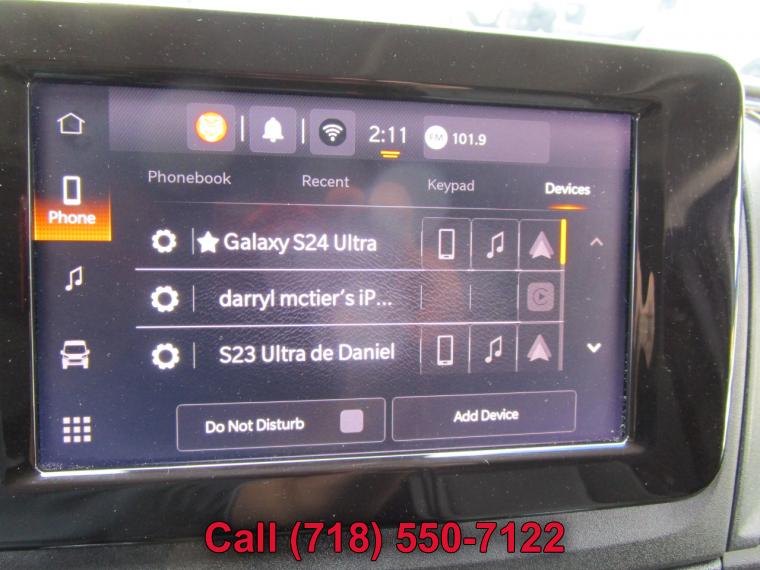 2:11 FM 101.9
Phonebook Recent Keypad Devices
Phone
Galaxy S24 Ultra
darryl mctier's iP...
S23 Ultra de Daniel
Do Not Disturb Add Device
Call (718) 550-7122